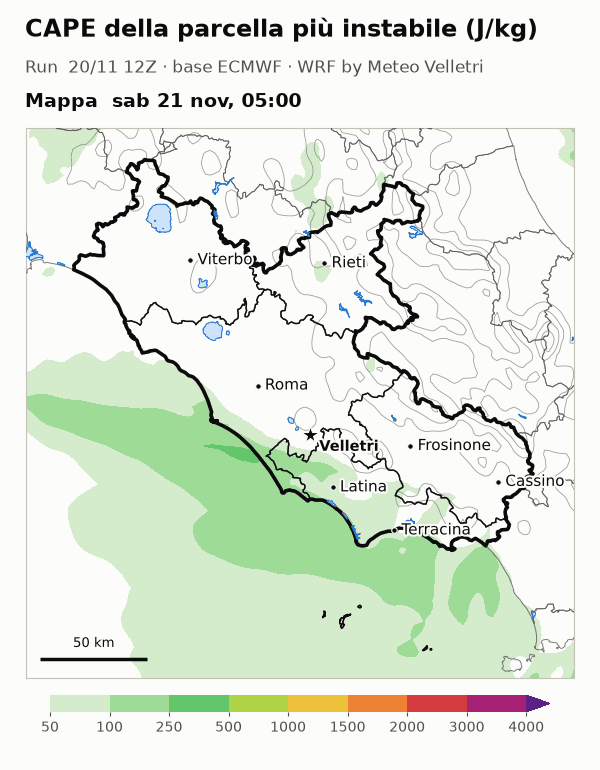 CAPE della parcella più instabile (J/kg)
Run  20/11 12Z · base ECMWF · WRF by Meteo Velletri
Mappa  sab 21 nov, 05:00
Viterbo
Rieti
Roma
Velletri
Frosinone
Latina
Cassino
Terracina
50 km
50 100 250 500 1000 1500 2000 3000 4000